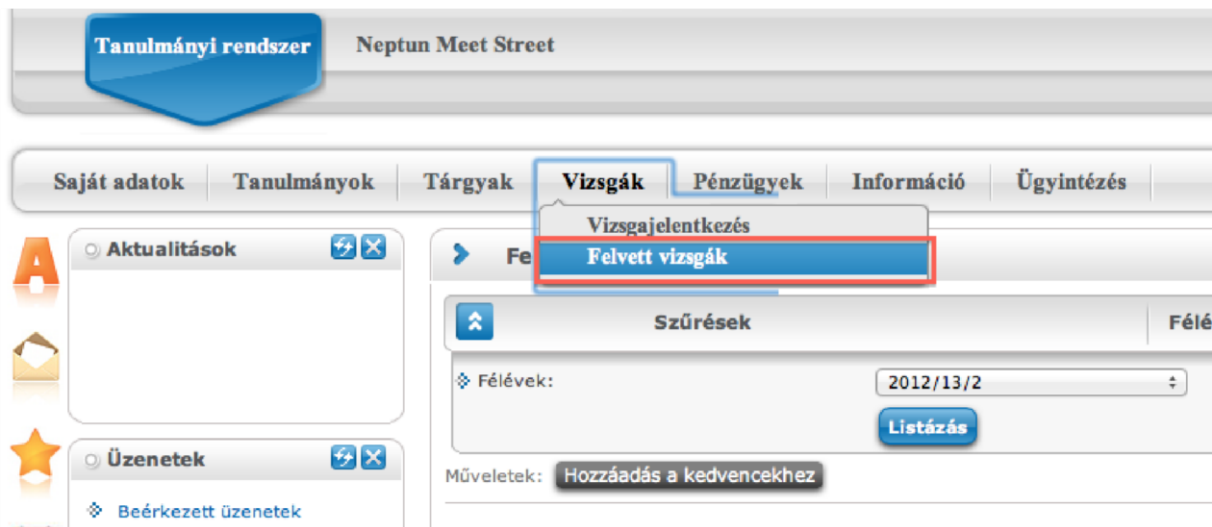 Tanulmányi rendszer Neptun Meet Street
Saját adatok Tanulmányok Tárgyak Vizsgák Pénzügyek Információ Ügyintézés
Vizsgajelentkezés
Felvett vizsgák
Aktualitások
Szűrések
Félévek: 2012/13/2
Listázás
Műveletek: Hozzáadás a kedvencekhez
Üzenetek
Beérkezett üzenetek